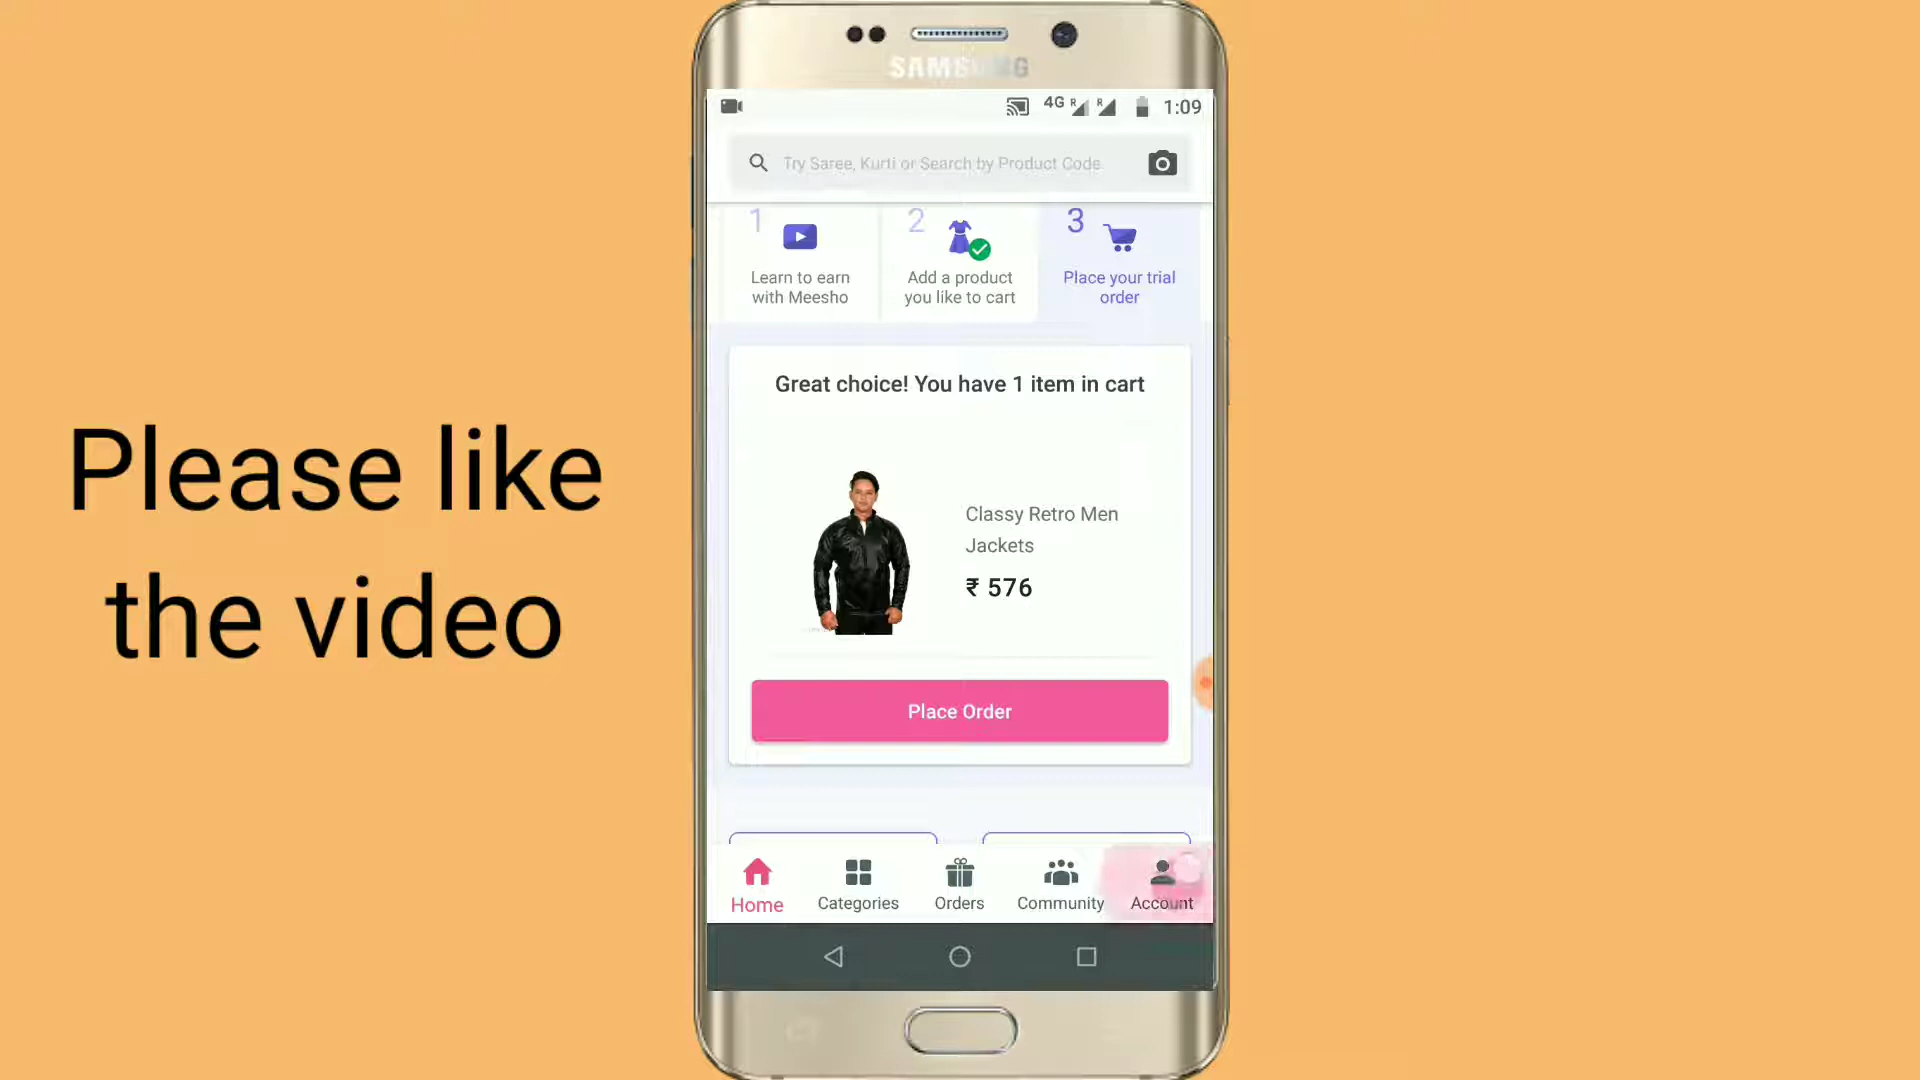 SAMSUNG
4G R R 1:09
Try Saree, Kurti or Search by Product Code
1
2
3
Learn to earn
with Meesho
Add a product
you like to cart
Place your trial
order
Great choice! You have 1 item in cart
Classy Retro Men
Jackets
₹ 576
Place Order
Home
Categories
Orders
Community
Account
Please like
the video